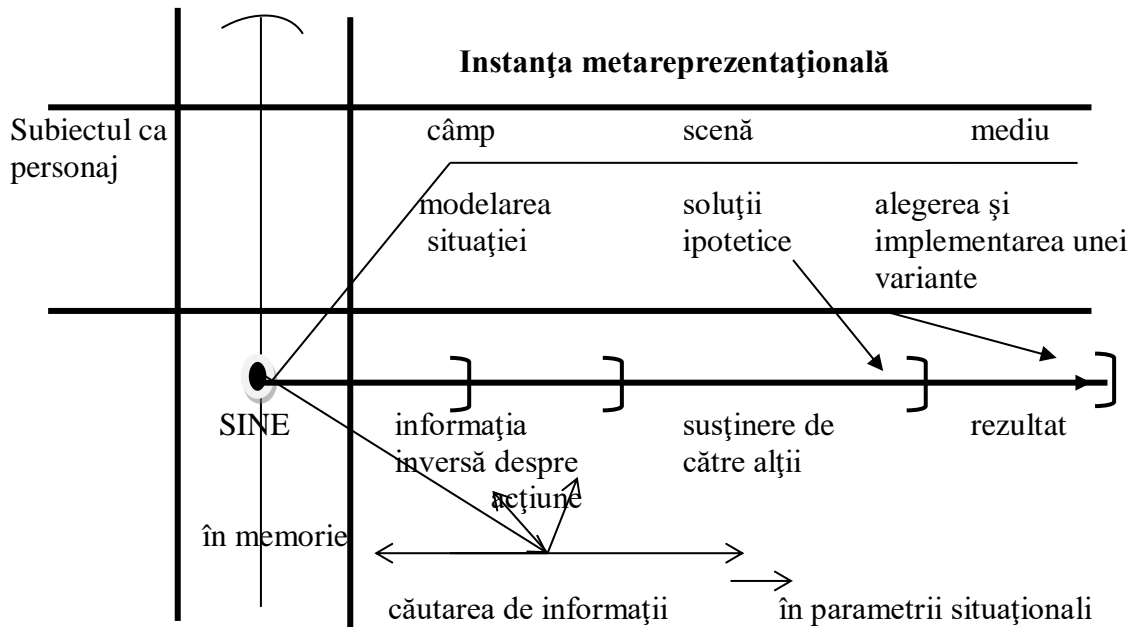 Instanţa metareprezentaţională
Subiectul ca
personaj
câmp
scenă
mediu
modelarea
situaţiei
soluţii
ipotetice
alegerea şi
implementarea unei
variante
SINE
informaţia
inversă despre
acţiune
susţinere de
către alţii
rezultat
în memorie
căutarea de informaţii
în parametrii situaţionali